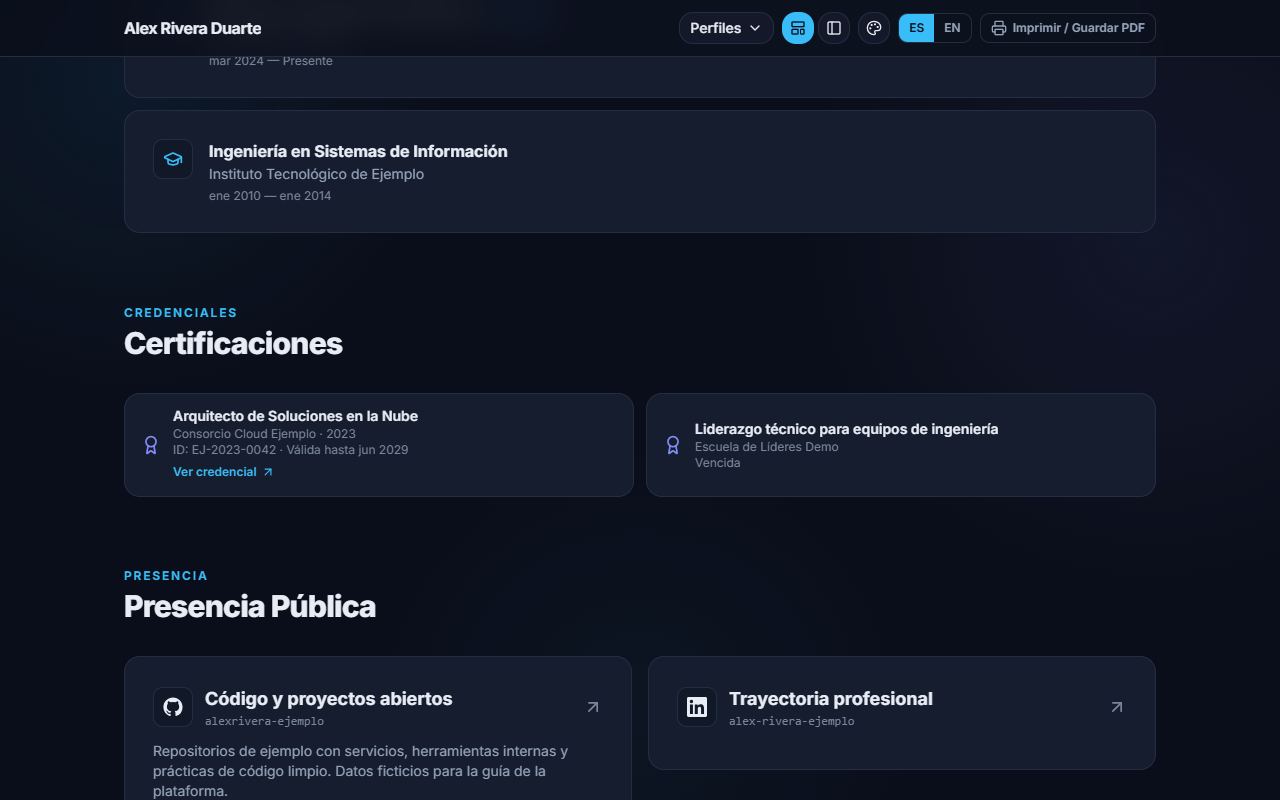 Alex Rivera Duarte
Perfiles
ES
EN
Imprimir / Guardar PDF
mar 2024 — Presente
Ingeniería en Sistemas de Información
Instituto Tecnológico de Ejemplo
ene 2010 — ene 2014
CREDENCIALES
Certificaciones
Arquitecto de Soluciones en la Nube
Consorcio Cloud Ejemplo · 2023
ID: EJ-2023-0042 · Válida hasta jun 2029
Ver credencial
Liderazgo técnico para equipos de ingeniería
Escuela de Líderes Demo
Vencida
PRESENCIA
Presencia Pública
Código y proyectos abiertos
alexrivera-ejemplo
Repositorios de ejemplo con servicios, herramientas internas y
prácticas de código limpio. Datos ficticios para la guía de la
plataforma.
Trayectoria profesional
alex-rivera-ejemplo